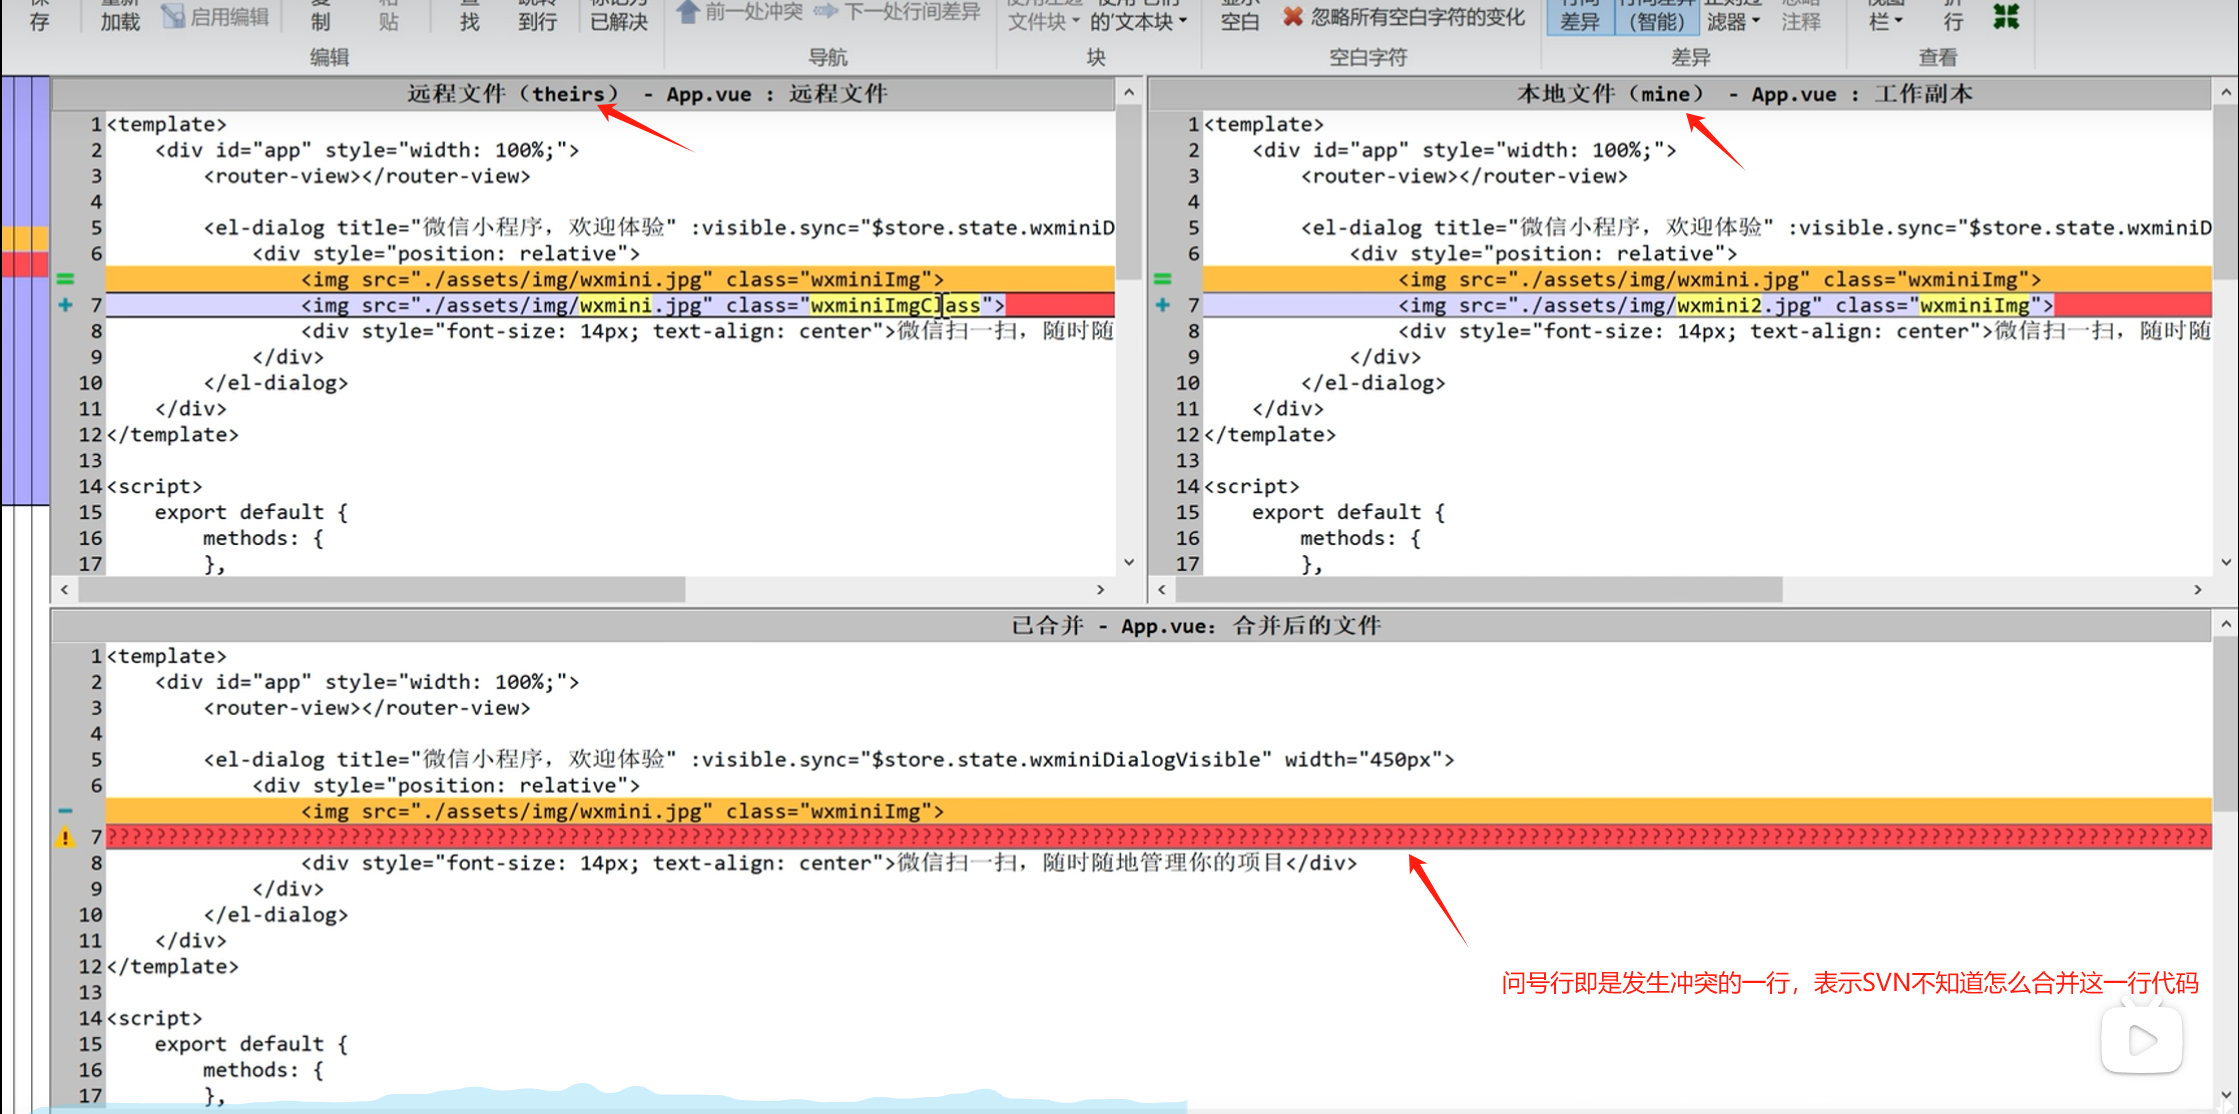 存
加载
启用编辑
制
贴
找
到行
已解决
前一处冲突
下一处行间差异
文件块
的'文本块
空白
忽略所有空白字符的变化
差异
(智能)
滤器
注释
栏
行
编辑
导航
块
空白字符
差异
查看
远程文件（theirs） - App.vue : 远程文件
1 <template>
2 <div id="app" style="width: 100%;">
3 <router-view></router-view>
4
5 <el-dialog title="微信小程序，欢迎体验" :visible.sync="$store.state.wxminiD
6 <div style="position: relative">
<img src="./assets/img/wxmini.jpg" class="wxminiImg">
7 <img src="./assets/img/wxmini.jpg" class="wxminiImgClass">
8 <div style="font-size: 14px; text-align: center">微信扫一扫，随时随
9 </div>
10 </el-dialog>
11 </div>
12 </template>
13
14 <script>
15 export default {
16 methods: {
17 },
本地文件（mine） - App.vue : 工作副本
1 <template>
2 <div id="app" style="width: 100%;">
3 <router-view></router-view>
4
5 <el-dialog title="微信小程序，欢迎体验" :visible.sync="$store.state.wxminiD
6 <div style="position: relative">
<img src="./assets/img/wxmini.jpg" class="wxminiImg">
7 <img src="./assets/img/wxmini2.jpg" class="wxminiImg">
8 <div style="font-size: 14px; text-align: center">微信扫一扫，随时随
9 </div>
10 </el-dialog>
11 </div>
12 </template>
13
14 <script>
15 export default {
16 methods: {
17 },
已合并 - App.vue: 合并后的文件
1 <template>
2 <div id="app" style="width: 100%;">
3 <router-view></router-view>
4
5 <el-dialog title="微信小程序，欢迎体验" :visible.sync="$store.state.wxminiDialogVisible" width="450px">
6 <div style="position: relative">
<img src="./assets/img/wxmini.jpg" class="wxminiImg">
7 ??????????????????????????????????????????????????????????????????????????????????????????????????????????????????????????????????????????????????????????????????????????????
8 <div style="font-size: 14px; text-align: center">微信扫一扫，随时随地管理你的项目</div>
9 </div>
10 </el-dialog>
11 </div>
12 </template>
13
14 <script>
15 export default {
16 methods: {
17 },
问号行即是发生冲突的一行，表示SVN不知道怎么合并这一行代码